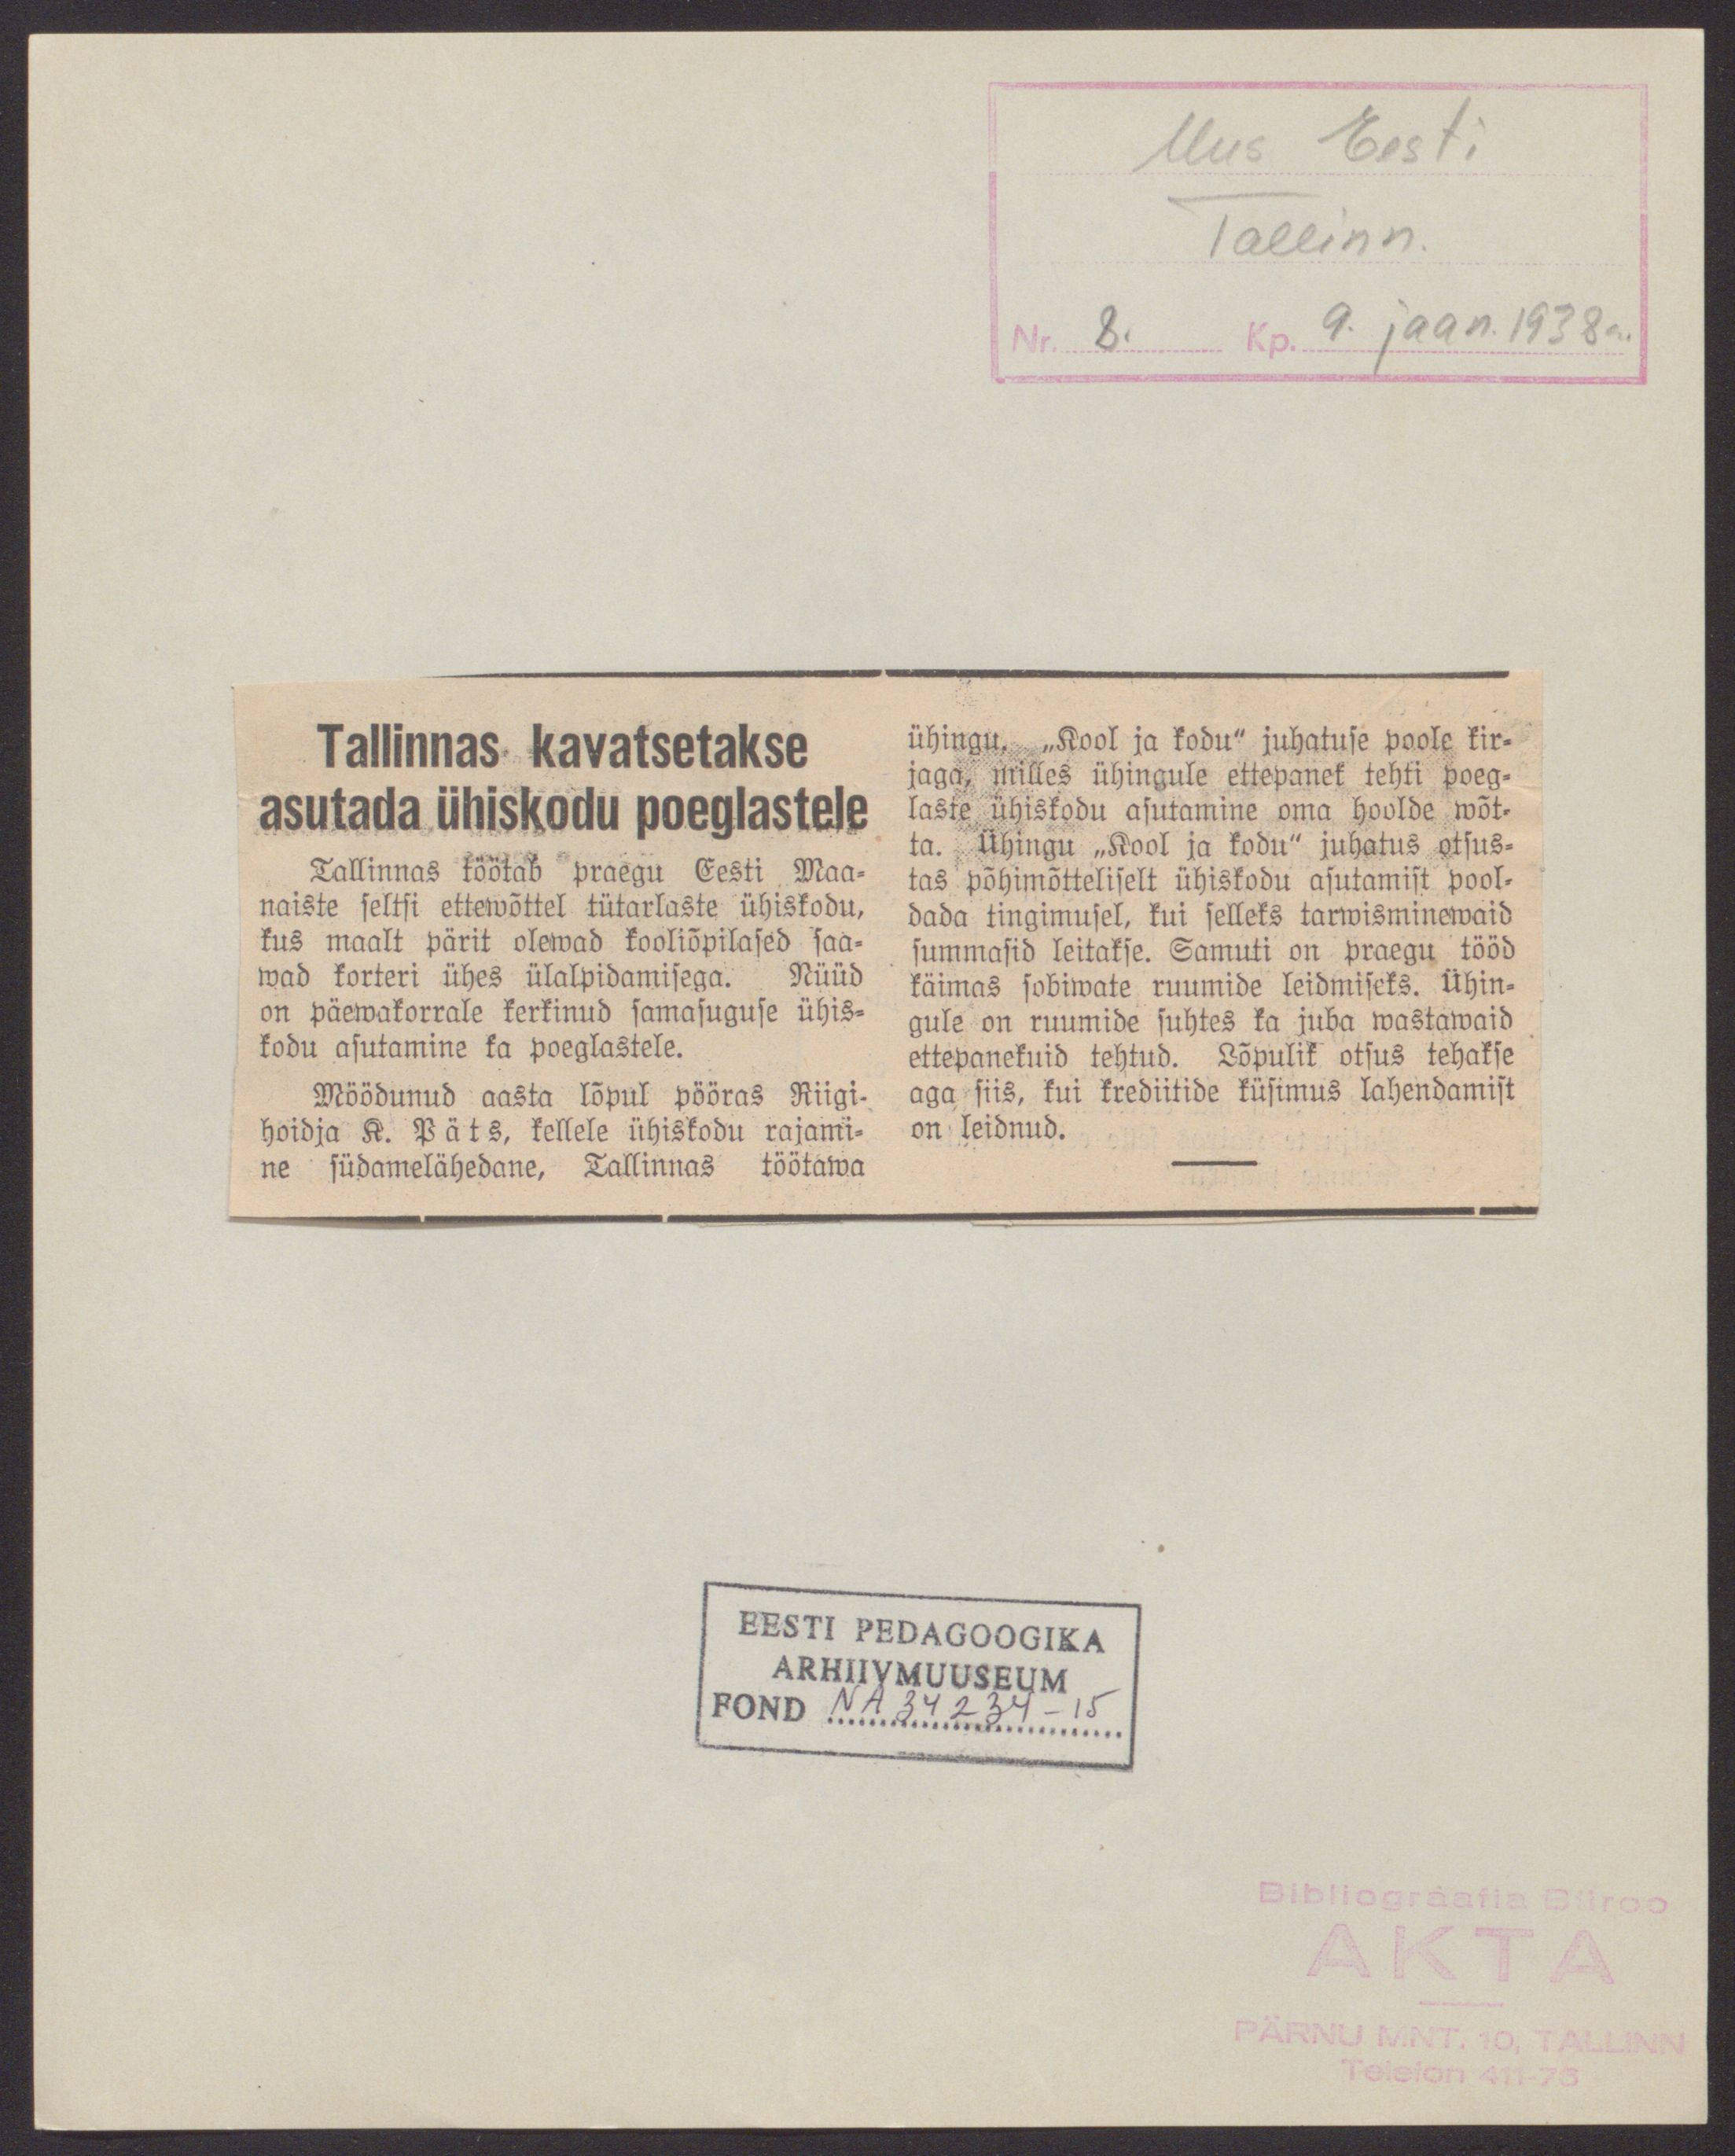 Uus Eesti
Tallinn.
Nr. 8. Kp. 9. jaan. 1938 a.
Tallinnas kavatsetakse
asutada ühiskodu poeglastele
Tallinnas töötab praegu Eesti Maa-
naiste seltsi ettewõttel tütarlaste ühiskodu,
kus maalt pärit olewad kooliõpilased saa-
wad korteri ühes ülalpidamisega. Nüüd
on päewakorrale kerkinud samasuguse ühis-
kodu asutamine ka poeglastele.
Möödunud aasta lõpul pööras Riigi-
hoidja K. Päts, kellele ühiskodu rajami-
ne südamelähedane, Tallinnas töötawa
ühingu „Kool ja kodu“ juhatuse poole kir-
jaga, milles ühingule ettepanek tehti poeg-
laste ühiskodu asutamine oma hoolde wõt-
ta. Ühingu „Kool ja kodu“ juhatus otsus-
tas põhimõtteliselt ühiskodu asutamist pool-
dada tingimusel, kui selleks tarwisminewaid
summasid leitakse. Samuti on praegu tööd
käimas sobiwate ruumide leidmiseks. Ühin-
gule on ruumide suhtes ka juba wastawaid
ettepanekuid tehtud. Lõpulik otsus tehakse
aga siis, kui krediitide küsimus lahendamist
on leidnud.
EESTI PEDAGOOGIKA
ARHIIVMUUSEUM
FOND NA 34234-15
Bibliograafia Büroo
AKTA
PÄRNU MNT. 10, TALLINN
Telefon 411-76